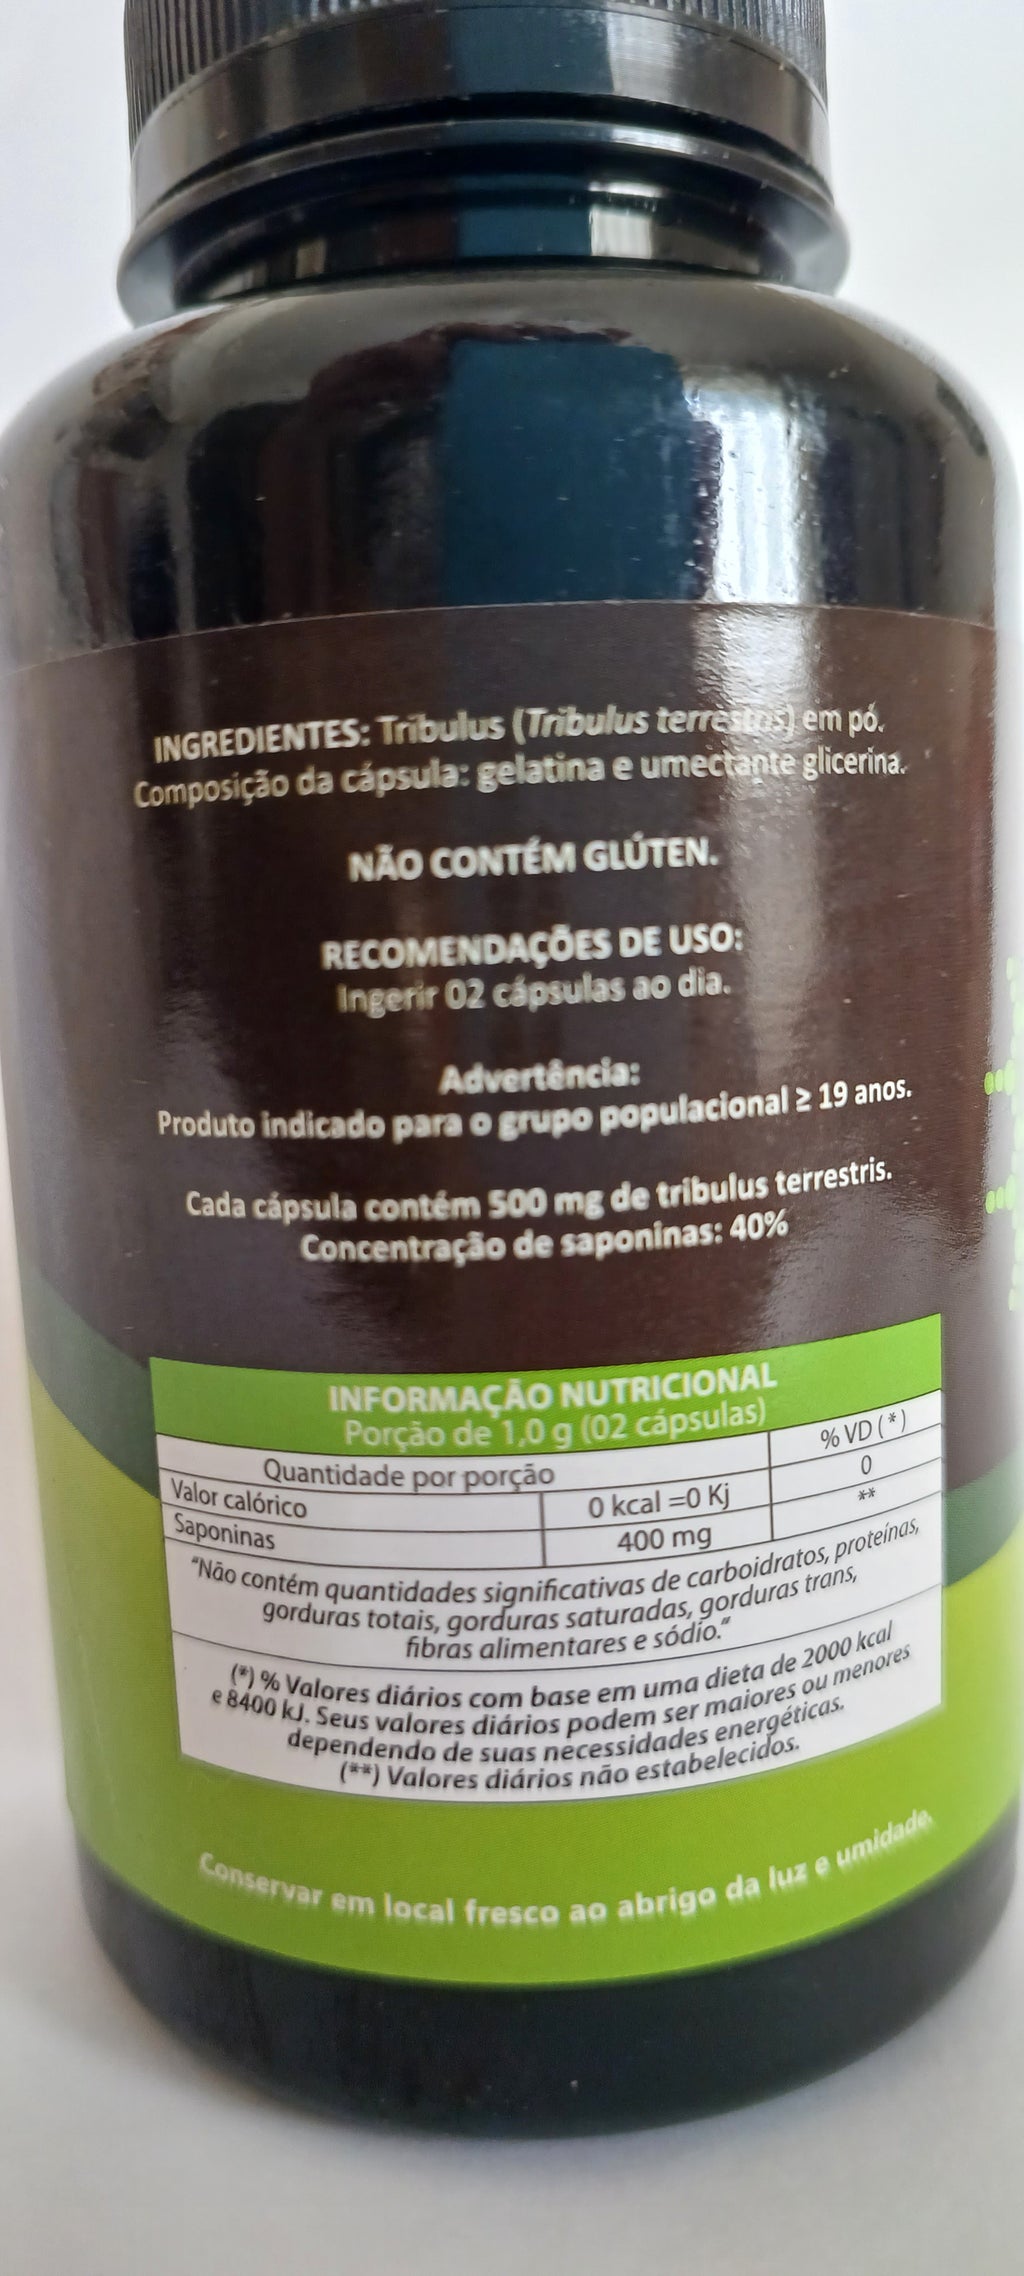 INGREDIENTES: Tribulus (Tribulus terrestris) em pó.
Composição da cápsula: gelatina e umectante glicerina.
NÃO CONTÉM GLÚTEN.
RECOMENDAÇÕES DE USO:
Ingerir 02 cápsulas ao dia.
Advertência:
Produto indicado para o grupo populacional ≥ 19 anos.
Cada cápsula contém 500 mg de tribulus terrestris.
Concentração de saponinas: 40%
INFORMAÇÃO NUTRICIONAL
Porção de 1,0 g (02 cápsulas)
Quantidade por porção % VD (*)
Valor calórico 0 kcal =0 Kj 0
Saponinas 400 mg **
"Não contém quantidades significativas de carboidratos, proteínas,
gorduras totais, gorduras saturadas, gorduras trans,
fibras alimentares e sódio."
(*) % Valores diários com base em uma dieta de 2000 kcal
e 8400 kJ. Seus valores diários podem ser maiores ou menores
dependendo de suas necessidades energéticas.
(**) Valores diários não estabelecidos.
Conservar em local fresco ao abrigo da luz e umidade.